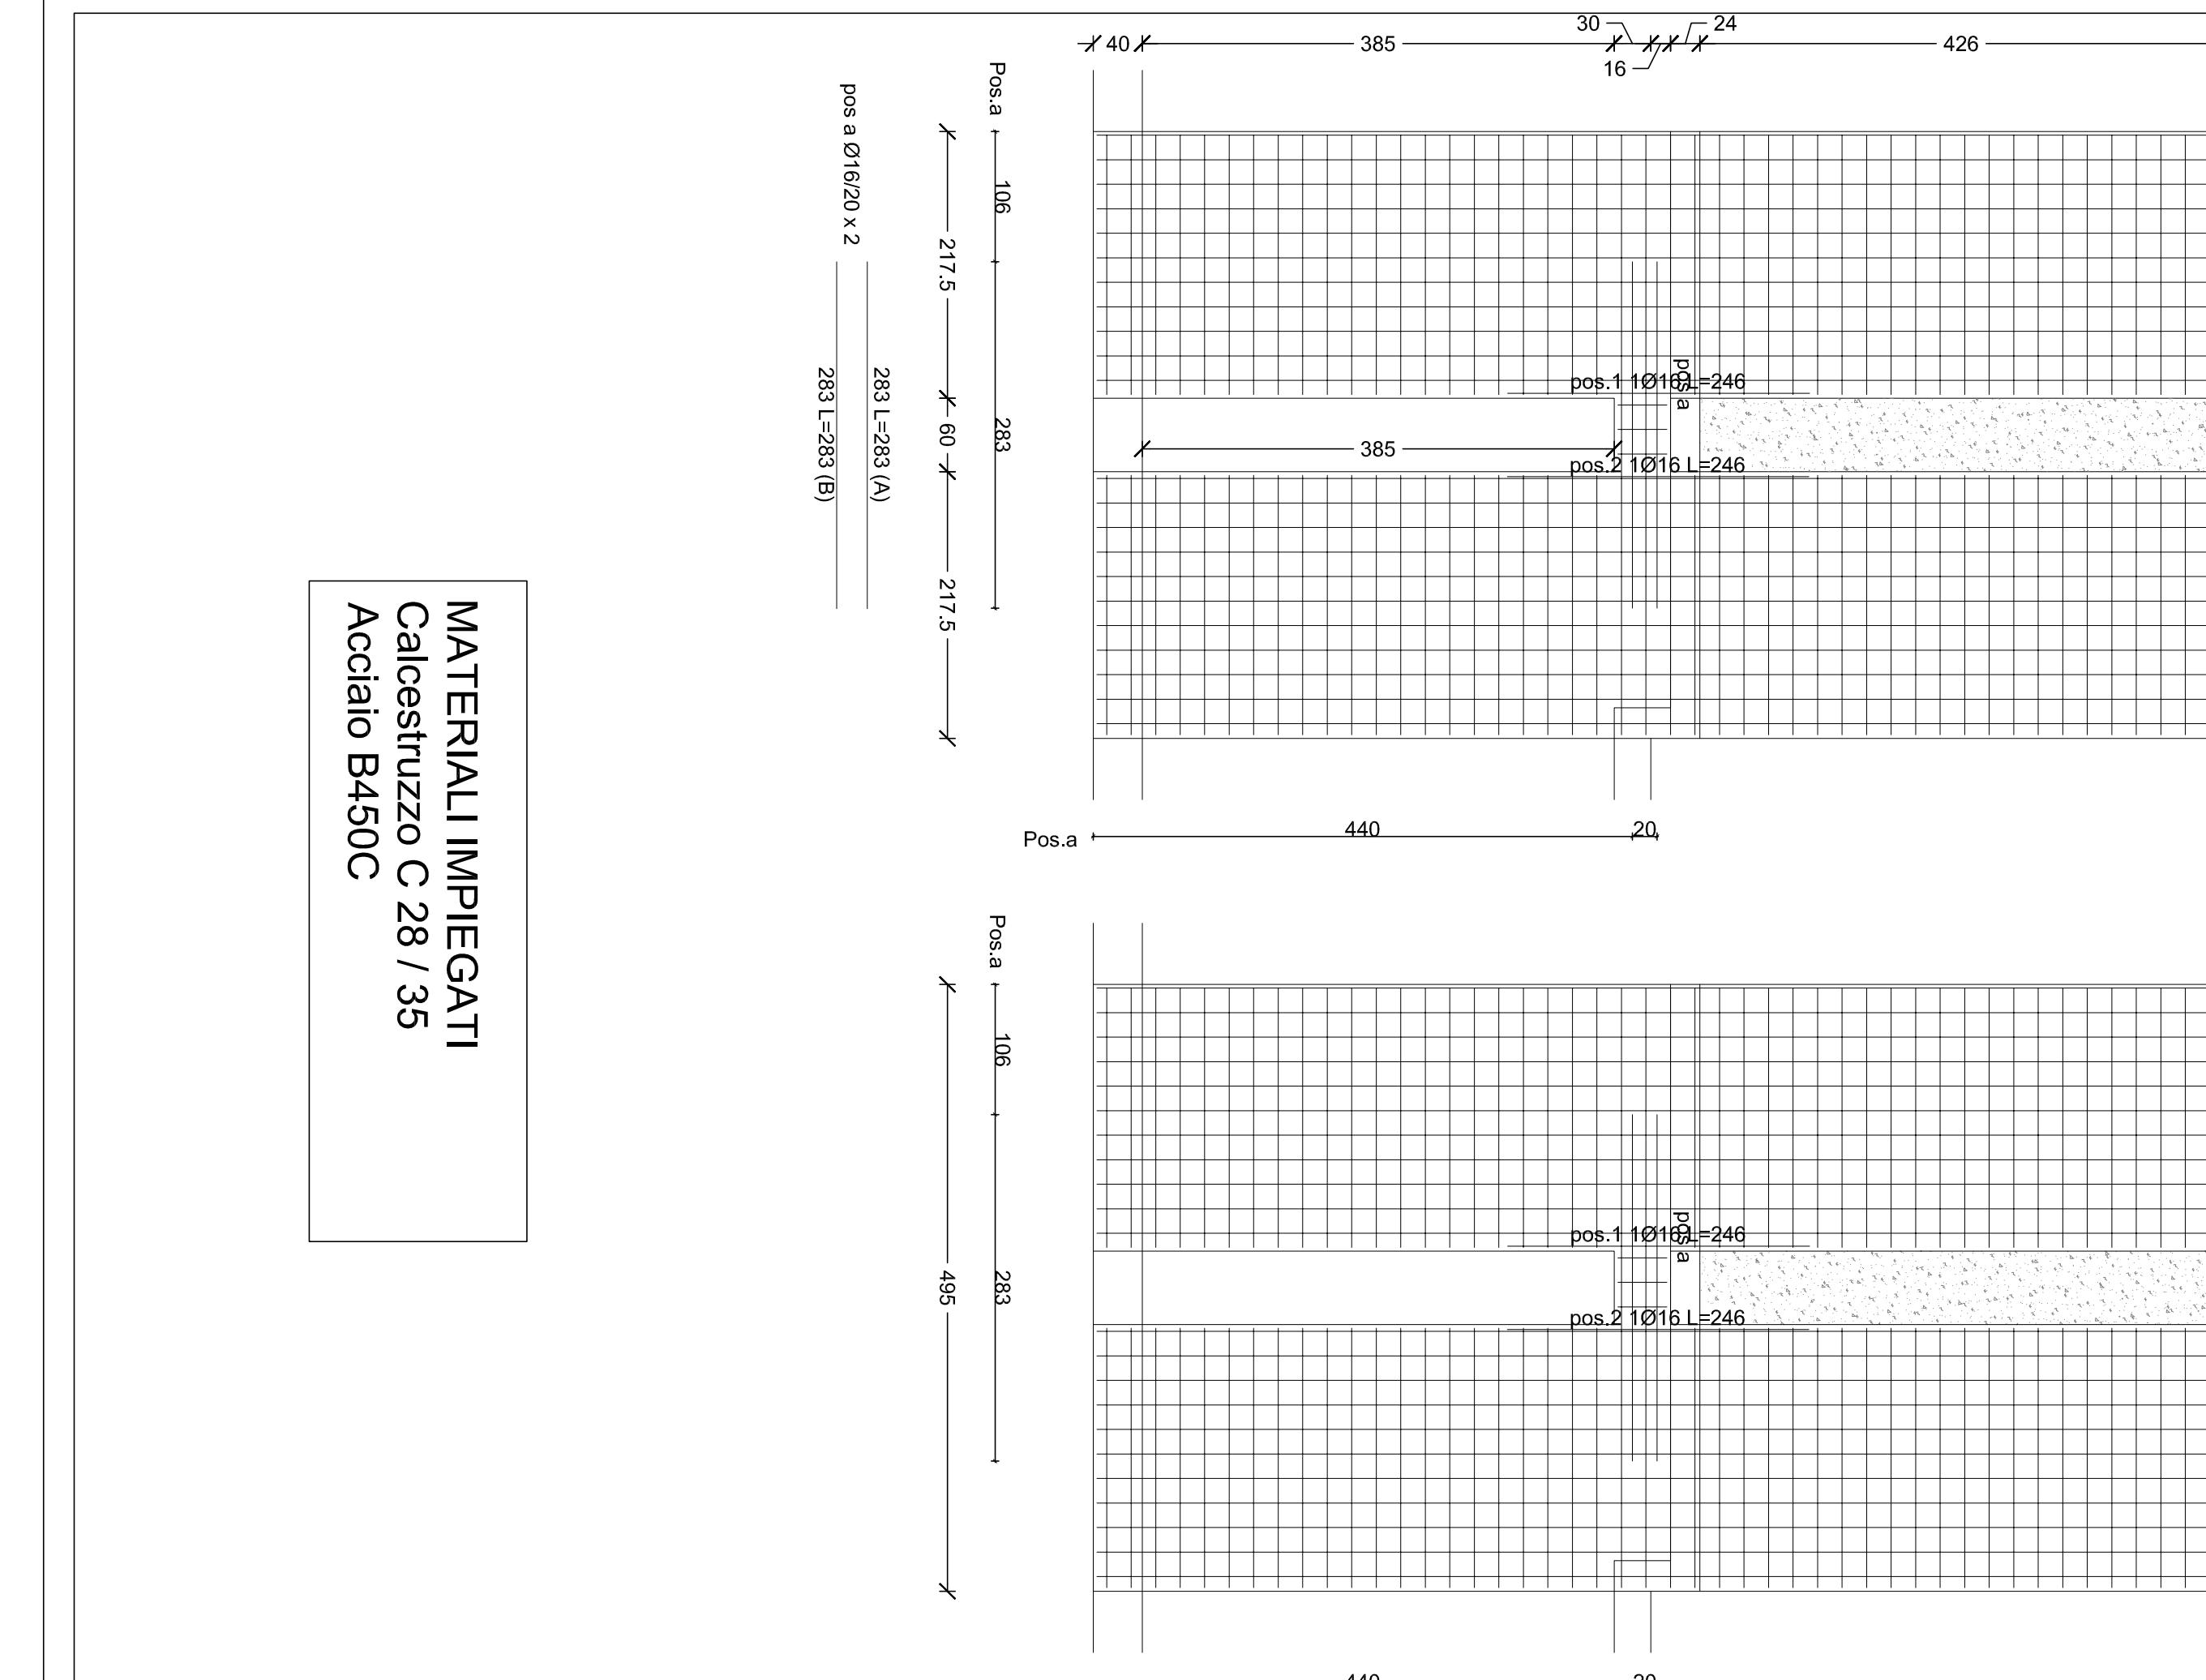 30
24
40
385
426
16
Pos.a
pos a Ø16/20 x 2
106
217.5
283 L=283 (A)
283 L=283 (B)
60
283
217.5
pos.1 1Ø16 L=246
pos a
385
pos.2 1Ø16 L=246
MATERIALI IMPIEGATI
Calcestruzzo C 28 / 35
Acciaio B450C
Pos.a
440
20
Pos.a
106
283
495
pos.1 1Ø16 L=246
pos a
pos.2 1Ø16 L=246
440
20